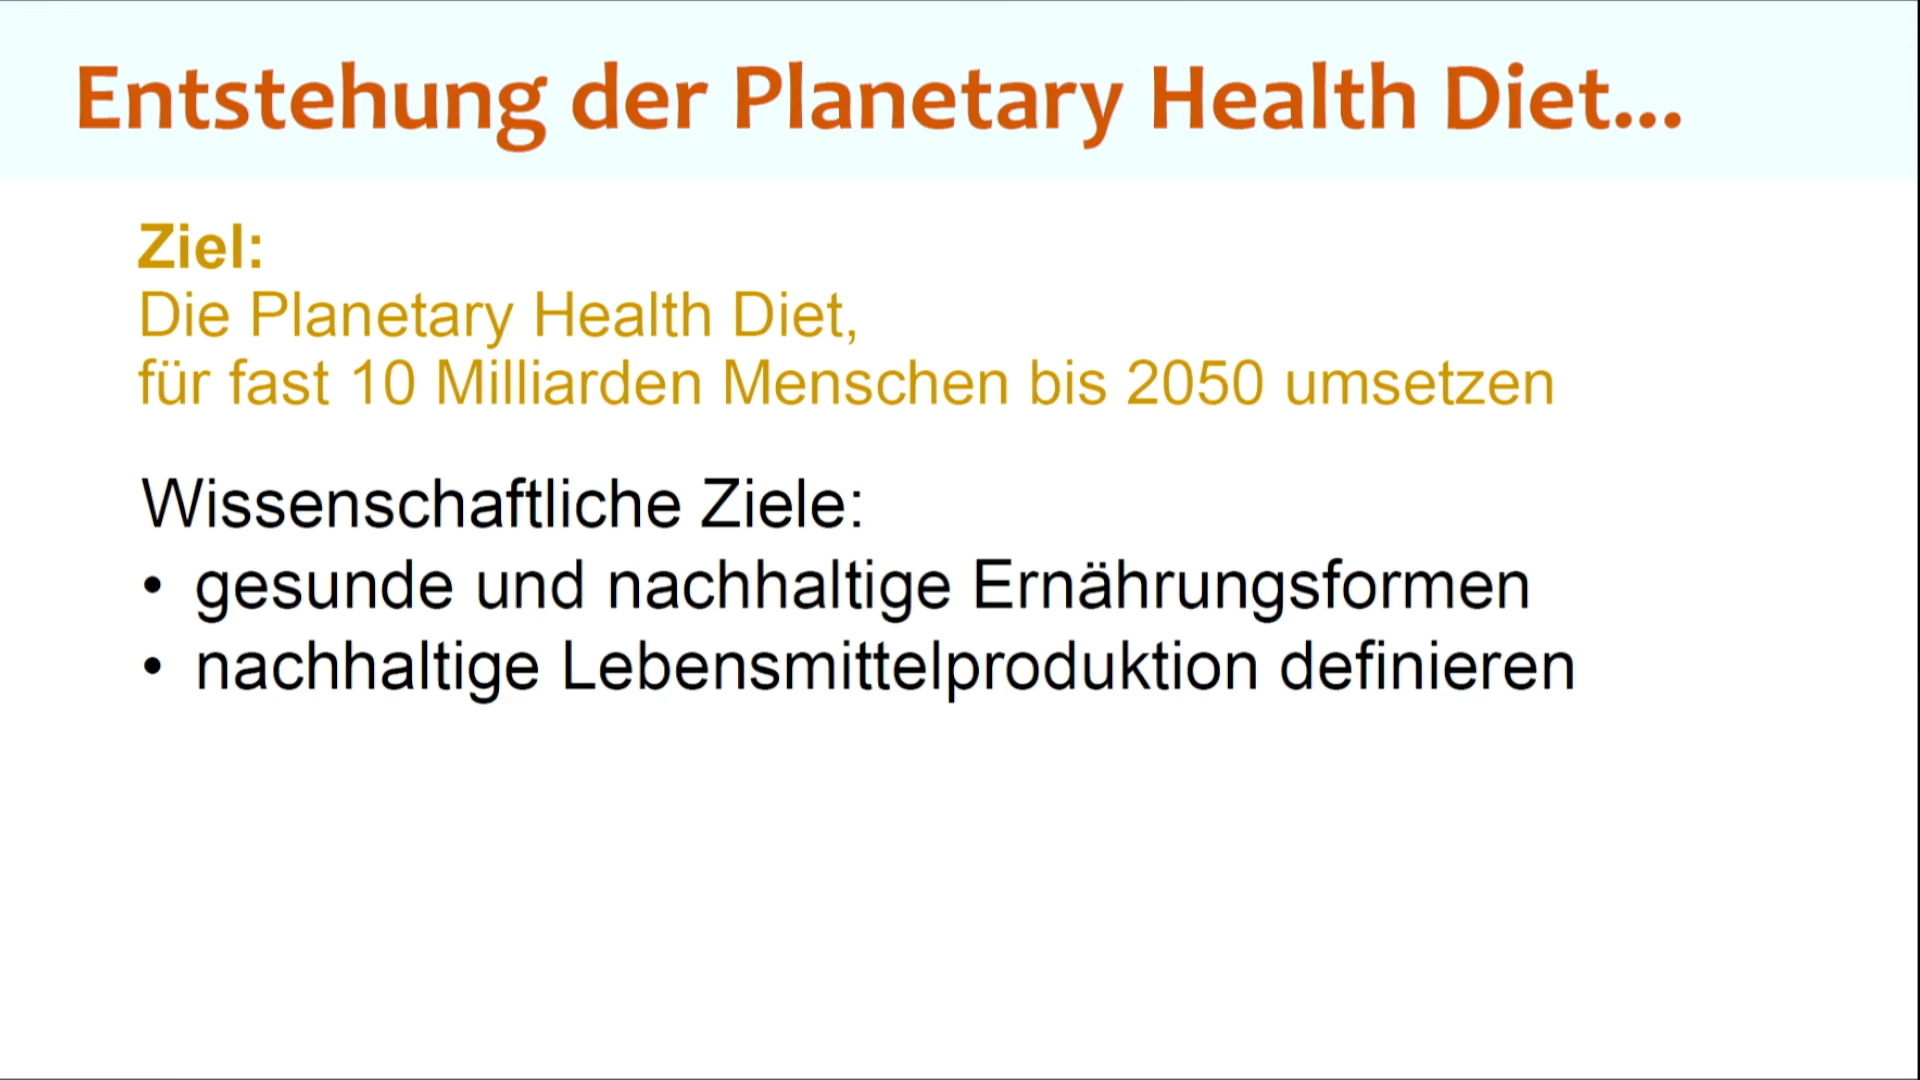 Entstehung der Planetary Health Diet...
Ziel:
Die Planetary Health Diet,
für fast 10 Milliarden Menschen bis 2050 umsetzen
Wissenschaftliche Ziele:
• gesunde und nachhaltige Ernährungsformen
• nachhaltige Lebensmittelproduktion definieren